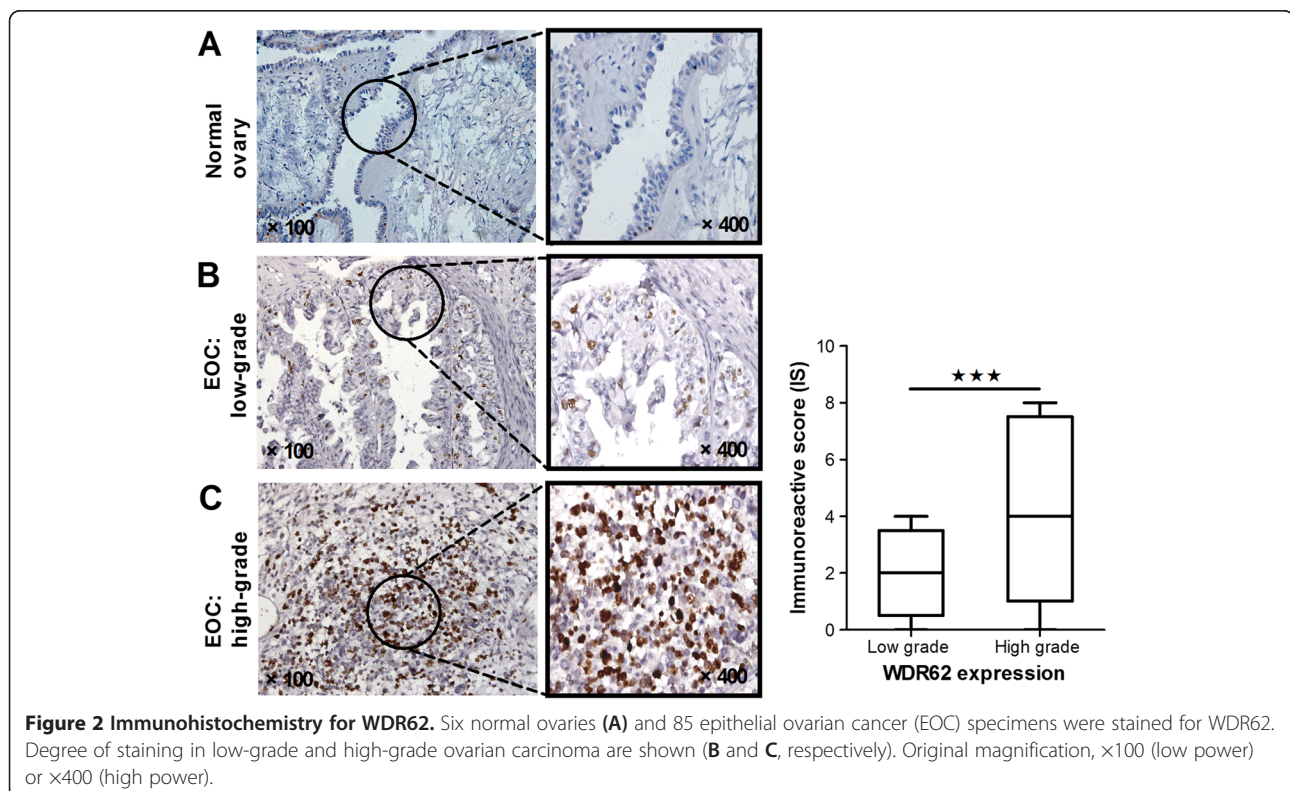 A
Normal
ovary
× 100
× 400
B
EOC:
low-grade
× 100
× 400
C
EOC:
high-grade
× 100
× 400
10
8
6
4
2
0
Immunoreactive score (IS)
★★★
Low grade
High grade
WDR62 expression
Figure 2 Immunohistochemistry for WDR62. Six normal ovaries (A) and 85 epithelial ovarian cancer (EOC) specimens were stained for WDR62.
Degree of staining in low-grade and high-grade ovarian carcinoma are shown (B and C, respectively). Original magnification, ×100 (low power)
or ×400 (high power).